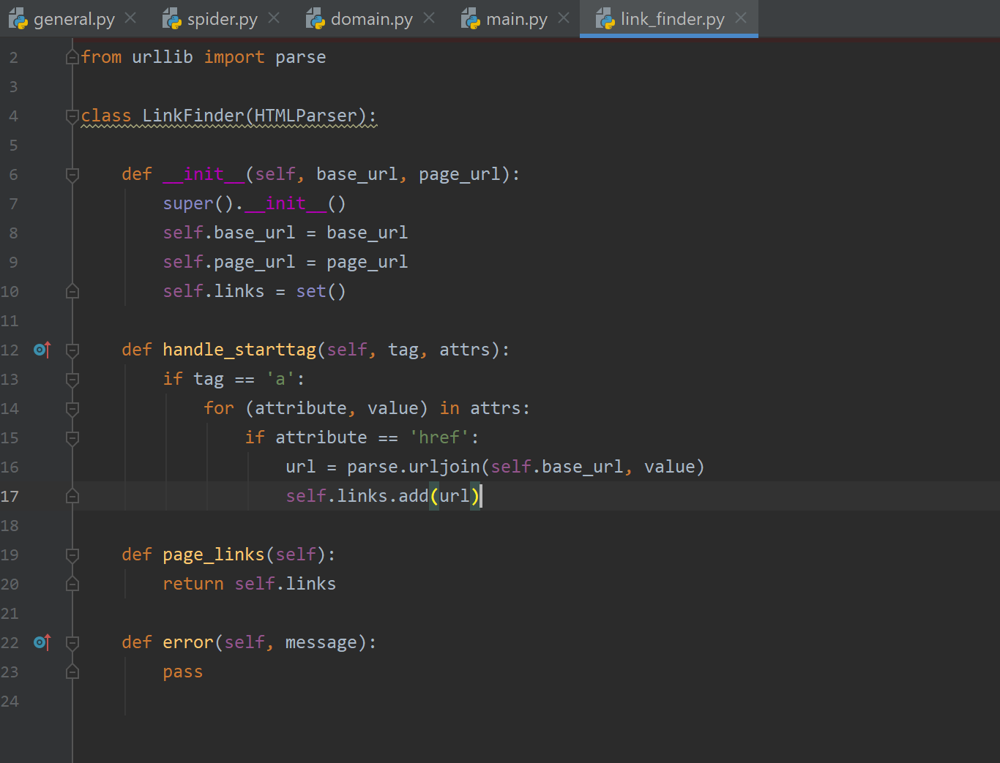 general.py spider.py domain.py main.py link_finder.py
2 from urllib import parse
3
4 class LinkFinder(HTMLParser):
5
6     def __init__(self, base_url, page_url):
7         super().__init__()
8         self.base_url = base_url
9         self.page_url = page_url
10         self.links = set()
11
12     def handle_starttag(self, tag, attrs):
13         if tag == 'a':
14             for (attribute, value) in attrs:
15                 if attribute == 'href':
16                     url = parse.urljoin(self.base_url, value)
17                     self.links.add(url)
18
19     def page_links(self):
20         return self.links
21
22     def error(self, message):
23         pass
24